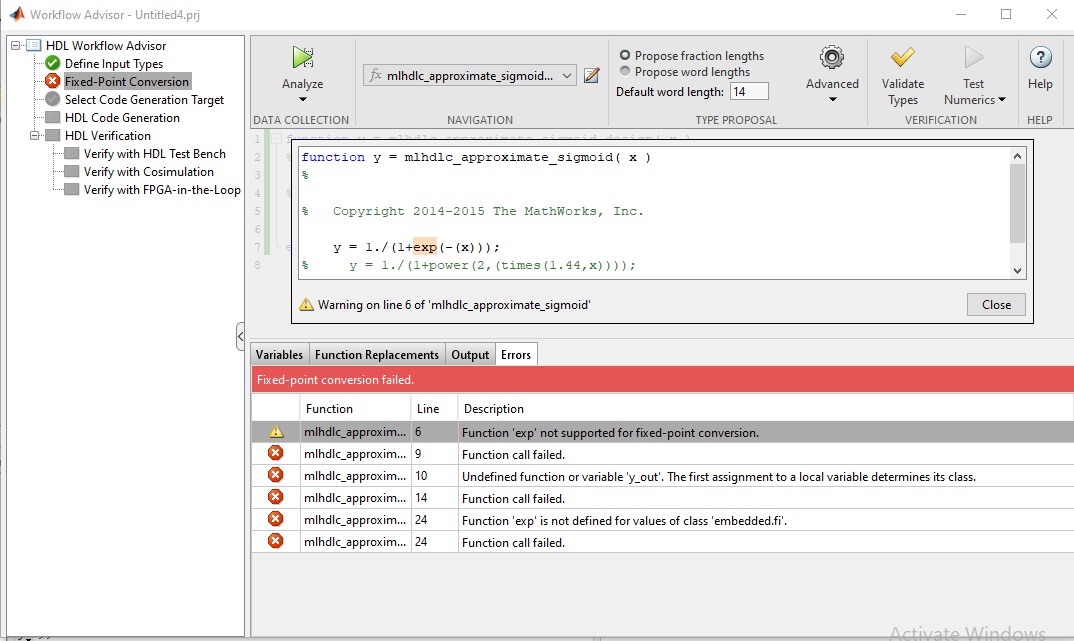 Workflow Advisor - Untitled4.prj
HDL Workflow Advisor
Define Input Types
Fixed-Point Conversion
Select Code Generation Target
HDL Code Generation
HDL Verification
Verify with HDL Test Bench
Verify with Cosimulation
Verify with FPGA-in-the-Loop
Analyze
DATA COLLECTION
fx mlhdlc_approximate_sigmoid...
NAVIGATION
Propose fraction lengths
Propose word lengths
Default word length: 14
TYPE PROPOSAL
Advanced
Validate Types
Test Numerics
VERIFICATION
Help
HELP
1 function y = mlhdlc_approximate_sigmoid_design( x )
2 %
3
4 %
5
6
7 e
8
function y = mlhdlc_approximate_sigmoid( x )
%
% Copyright 2014-2015 The MathWorks, Inc.
y = 1./(1+exp(-(x)));
% y = 1./(1+power(2,(times(1.44,x))));
Warning on line 6 of 'mlhdlc_approximate_sigmoid'
Close
Variables Function Replacements Output Errors
Fixed-point conversion failed.
Function Line Description
mlhdlc_approxim... 6 Function 'exp' not supported for fixed-point conversion.
mlhdlc_approxim... 9 Function call failed.
mlhdlc_approxim... 10 Undefined function or variable 'y_out'. The first assignment to a local variable determines its class.
mlhdlc_approxim... 14 Function call failed.
mlhdlc_approxim... 24 Function 'exp' is not defined for values of class 'embedded.fi'.
mlhdlc_approxim... 24 Function call failed.
Activate Windows